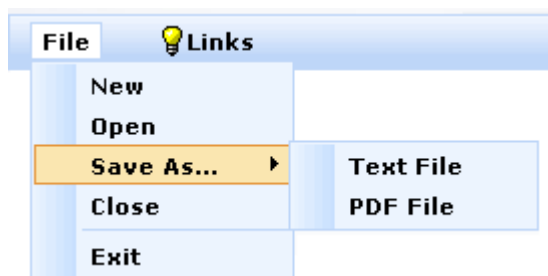 File Links
New
Open
Save As... Text File
Close PDF File
Exit